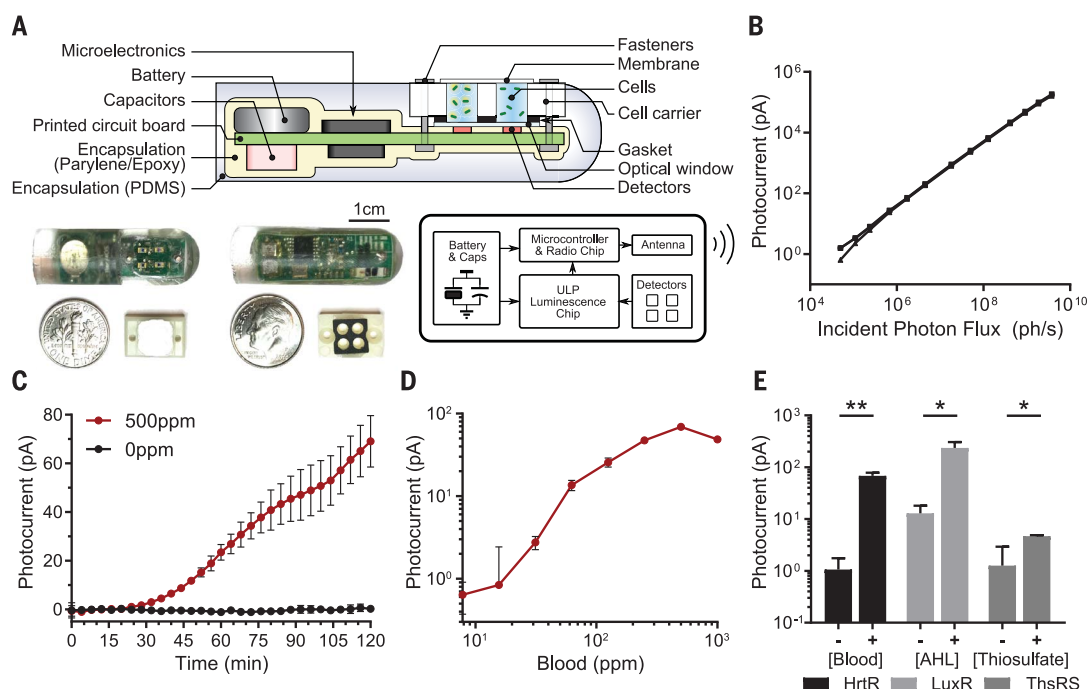 A
Microelectronics
Battery
Capacitors
Printed circuit board
Encapsulation
(Parylene/Epoxy)
Encapsulation (PDMS)
Fasteners
Membrane
Cells
Cell carrier
Gasket
Optical window
Detectors
1cm
Battery
& Caps
Microcontroller
& Radio Chip
Antenna
ULP
Luminescence
Chip
Detectors
B
Photocurrent (pA)
10^6
10^4
10^2
10^0
10^4 10^6 10^8 10^10
Incident Photon Flux (ph/s)
C
Photocurrent (pA)
80
60
40
20
0
500ppm
0ppm
0 15 30 45 60 75 90 105 120
Time (min)
D
Photocurrent (pA)
10^2
10^1
10^0
10^1 10^2 10^3
Blood (ppm)
E
Photocurrent (pA)
10^3
10^2
10^1
10^0
10^-1
** * *
- + - + - +
[Blood] [AHL] [Thiosulfate]
HrtR LuxR ThsRS